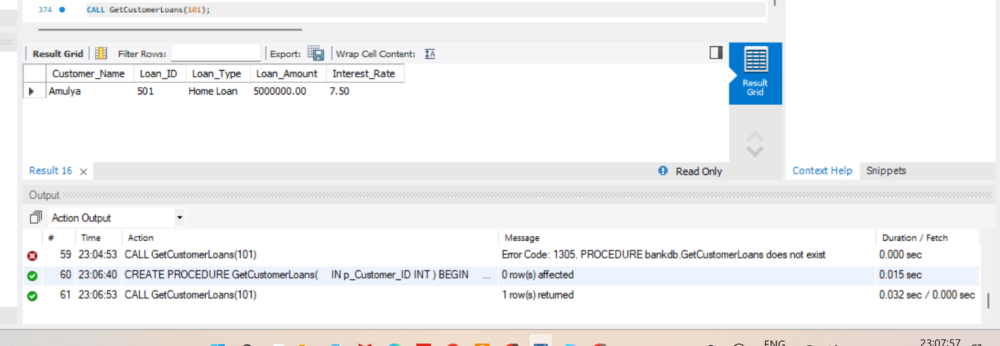 374 CALL GetCustomerLoans(101);
Result Grid Filter Rows: Export: Wrap Cell Content:
Customer_Name Loan_ID Loan_Type Loan_Amount Interest_Rate
Amulya 501 Home Loan 5000000.00 7.50
Result
Grid
Result 16 Read Only
Context Help Snippets
Output
Action Output
# Time Action Message Duration / Fetch
59 23:04:53 CALL GetCustomerLoans(101) Error Code: 1305. PROCEDURE bankdb.GetCustomerLoans does not exist 0.000 sec
60 23:06:40 CREATE PROCEDURE GetCustomerLoans( IN p_Customer_ID INT ) BEGIN ... 0 row(s) affected 0.015 sec
61 23:06:53 CALL GetCustomerLoans(101) 1 row(s) returned 0.032 sec / 0.000 sec
ENG 23:07:57